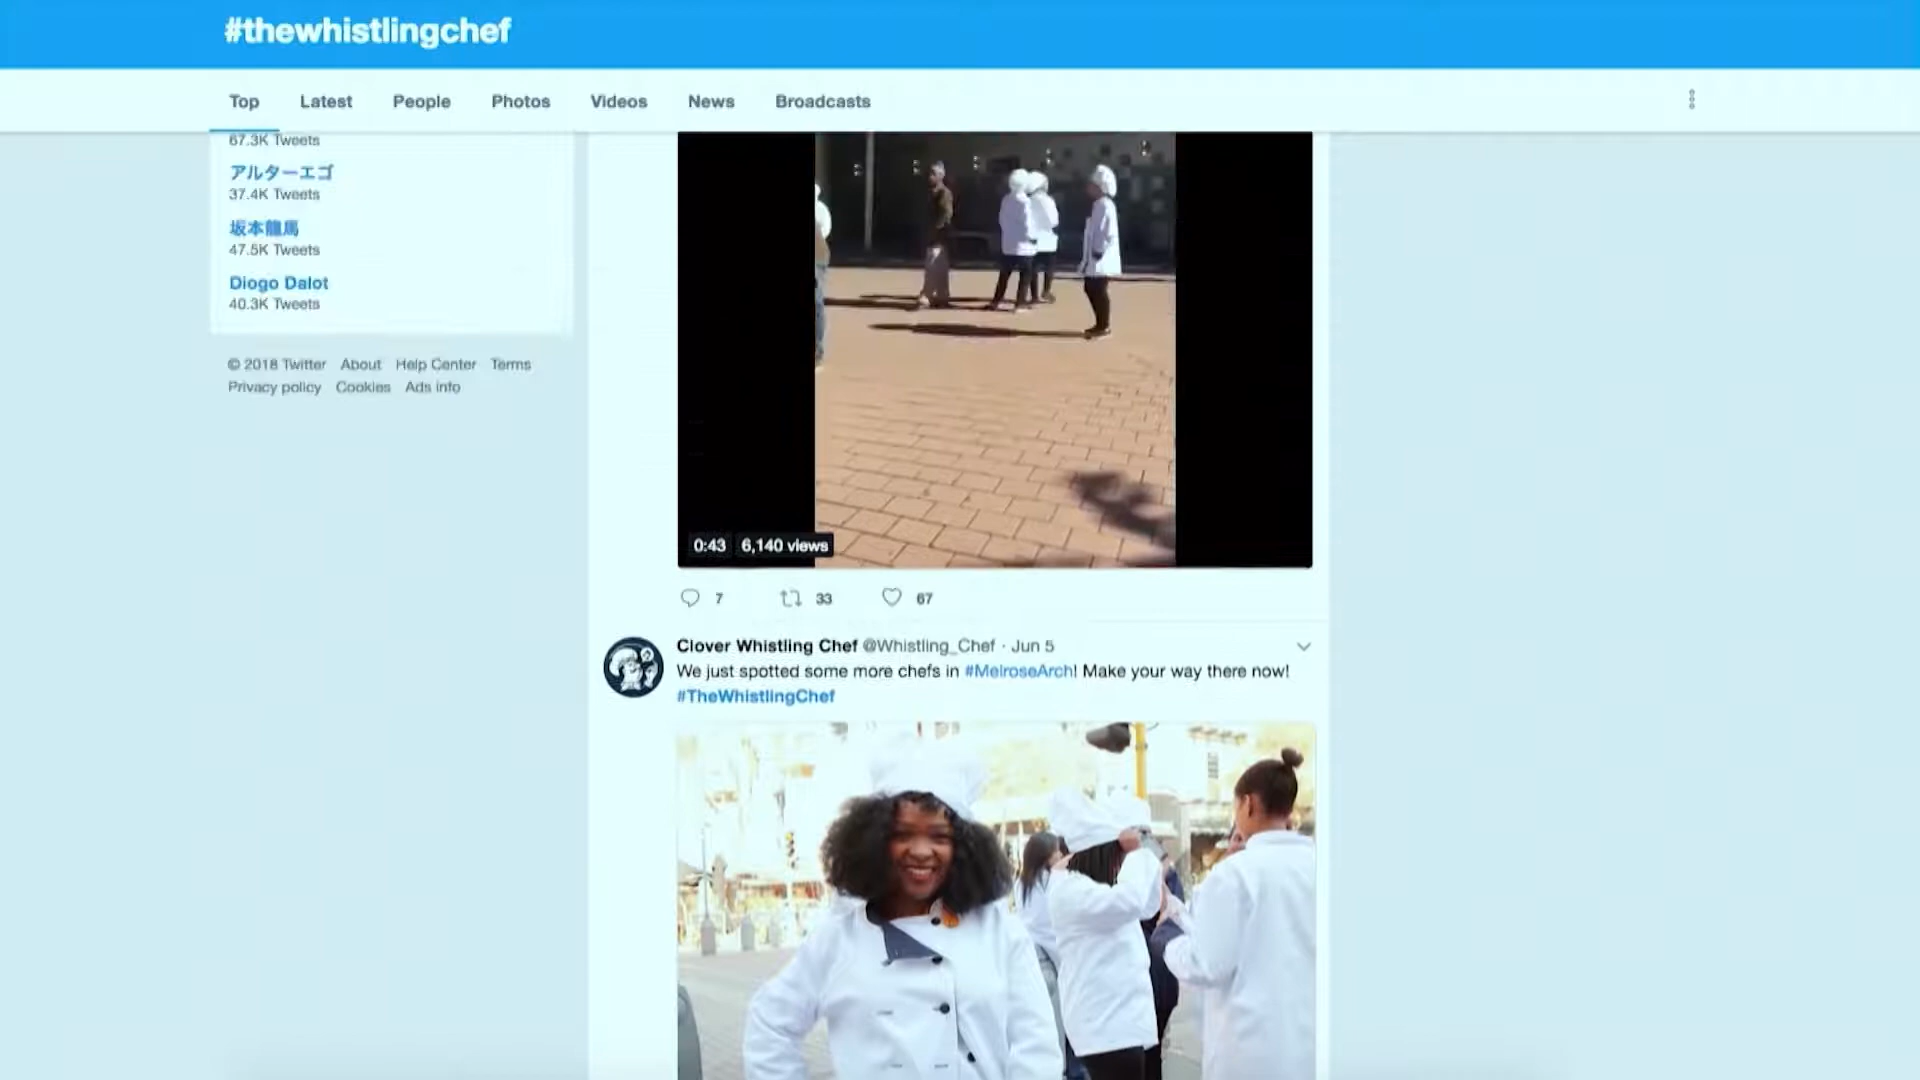 #thewhistlingchef
Top Latest People Photos Videos News Broadcasts
67.3K Tweets
アルターエゴ
37.4K Tweets
坂本龍馬
47.5K Tweets
Diogo Dalot
40.3K Tweets
© 2018 Twitter About Help Center Terms
Privacy policy Cookies Ads info
0:43 6,140 views
7 33 67
Clover Whistling Chef @Whistling_Chef · Jun 5
We just spotted some more chefs in #MelroseArch! Make your way there now!
#TheWhistlingChef